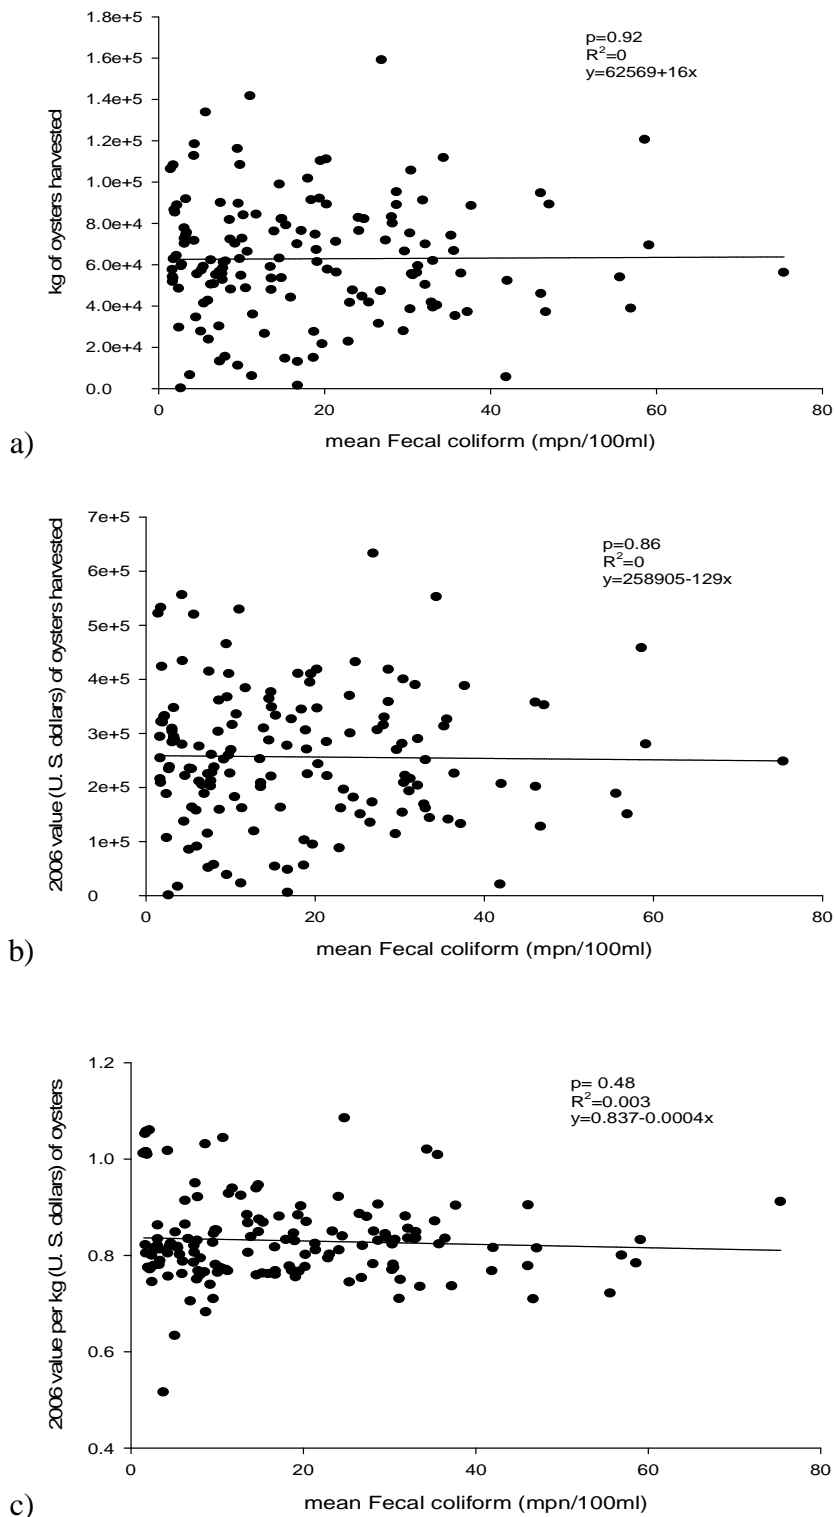 1.8e+5
1.6e+5
1.4e+5
1.2e+5
1.0e+5
8.0e+4
6.0e+4
4.0e+4
2.0e+4
0.0
kg of oysters harvested
p=0.92
R²=0
y=62569+16x
0 20 40 60 80
mean Fecal coliform (mpn/100ml)
a)
7e+5
6e+5
5e+5
4e+5
3e+5
2e+5
1e+5
0
2006 value (U. S. dollars) of oysters harvested
p=0.86
R²=0
y=258905-129x
0 20 40 60 80
mean Fecal coliform (mpn/100ml)
b)
1.2
1.0
0.8
0.6
0.4
2006 value per kg (U. S. dollars) of oysters
p= 0.48
R²=0.003
y=0.837-0.0004x
0 20 40 60 80
mean Fecal coliform (mpn/100ml)
c)